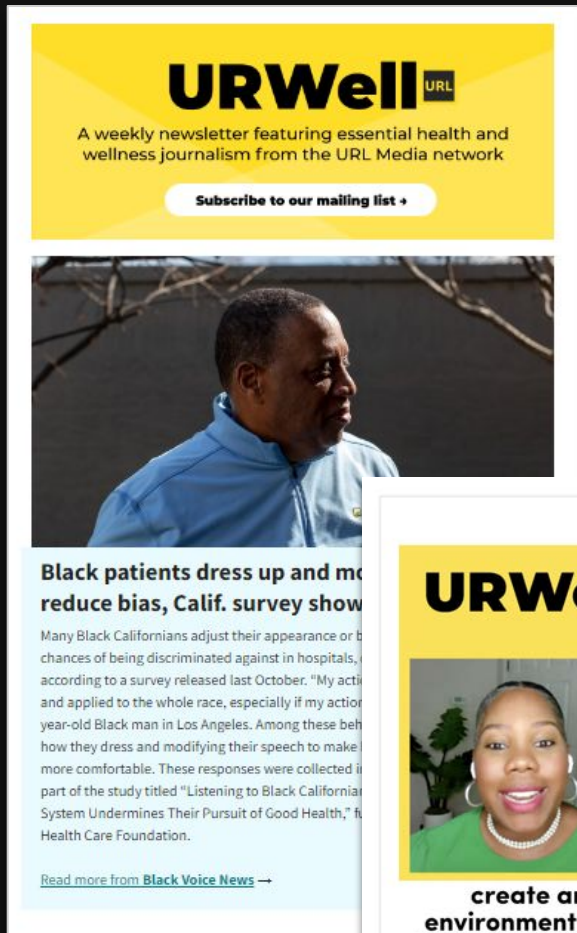 URWell URL
A weekly newsletter featuring essential health and
wellness journalism from the URL Media network
Subscribe to our mailing list →
Black patients dress up and
reduce bias, Calif. survey show
Many Black Californians adjust their appearance or
chances of being discriminated against in hospitals,
according to a survey released last October. “My
and applied to the whole race, especially if my
year-old Black man in Los Angeles. Among these
how they dress and modifying their speech to make
more comfortable. These responses were collected
part of the study titled “Listening to Black
System Undermines Their Pursuit of Good Health,”
Health Care Foundation.
Read more from Black Voice News →
create
environment